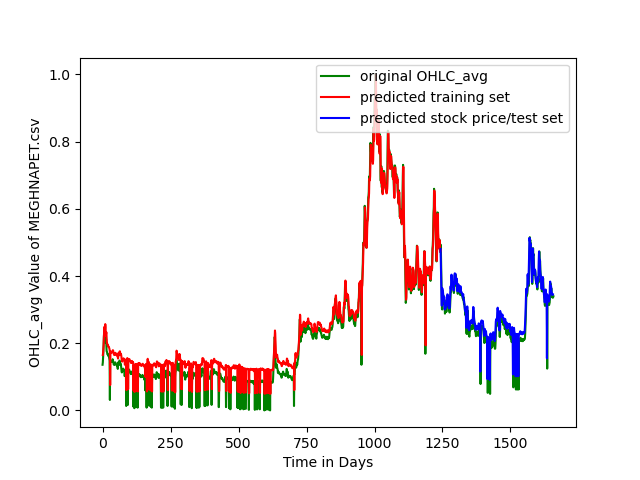 original OHLC_avg
predicted training set
predicted stock price/test set
OHLC_avg Value of MEGHNAPET.csv
1.0
0.8
0.6
0.4
0.2
0.0
0 250 500 750 1000 1250 1500
Time in Days